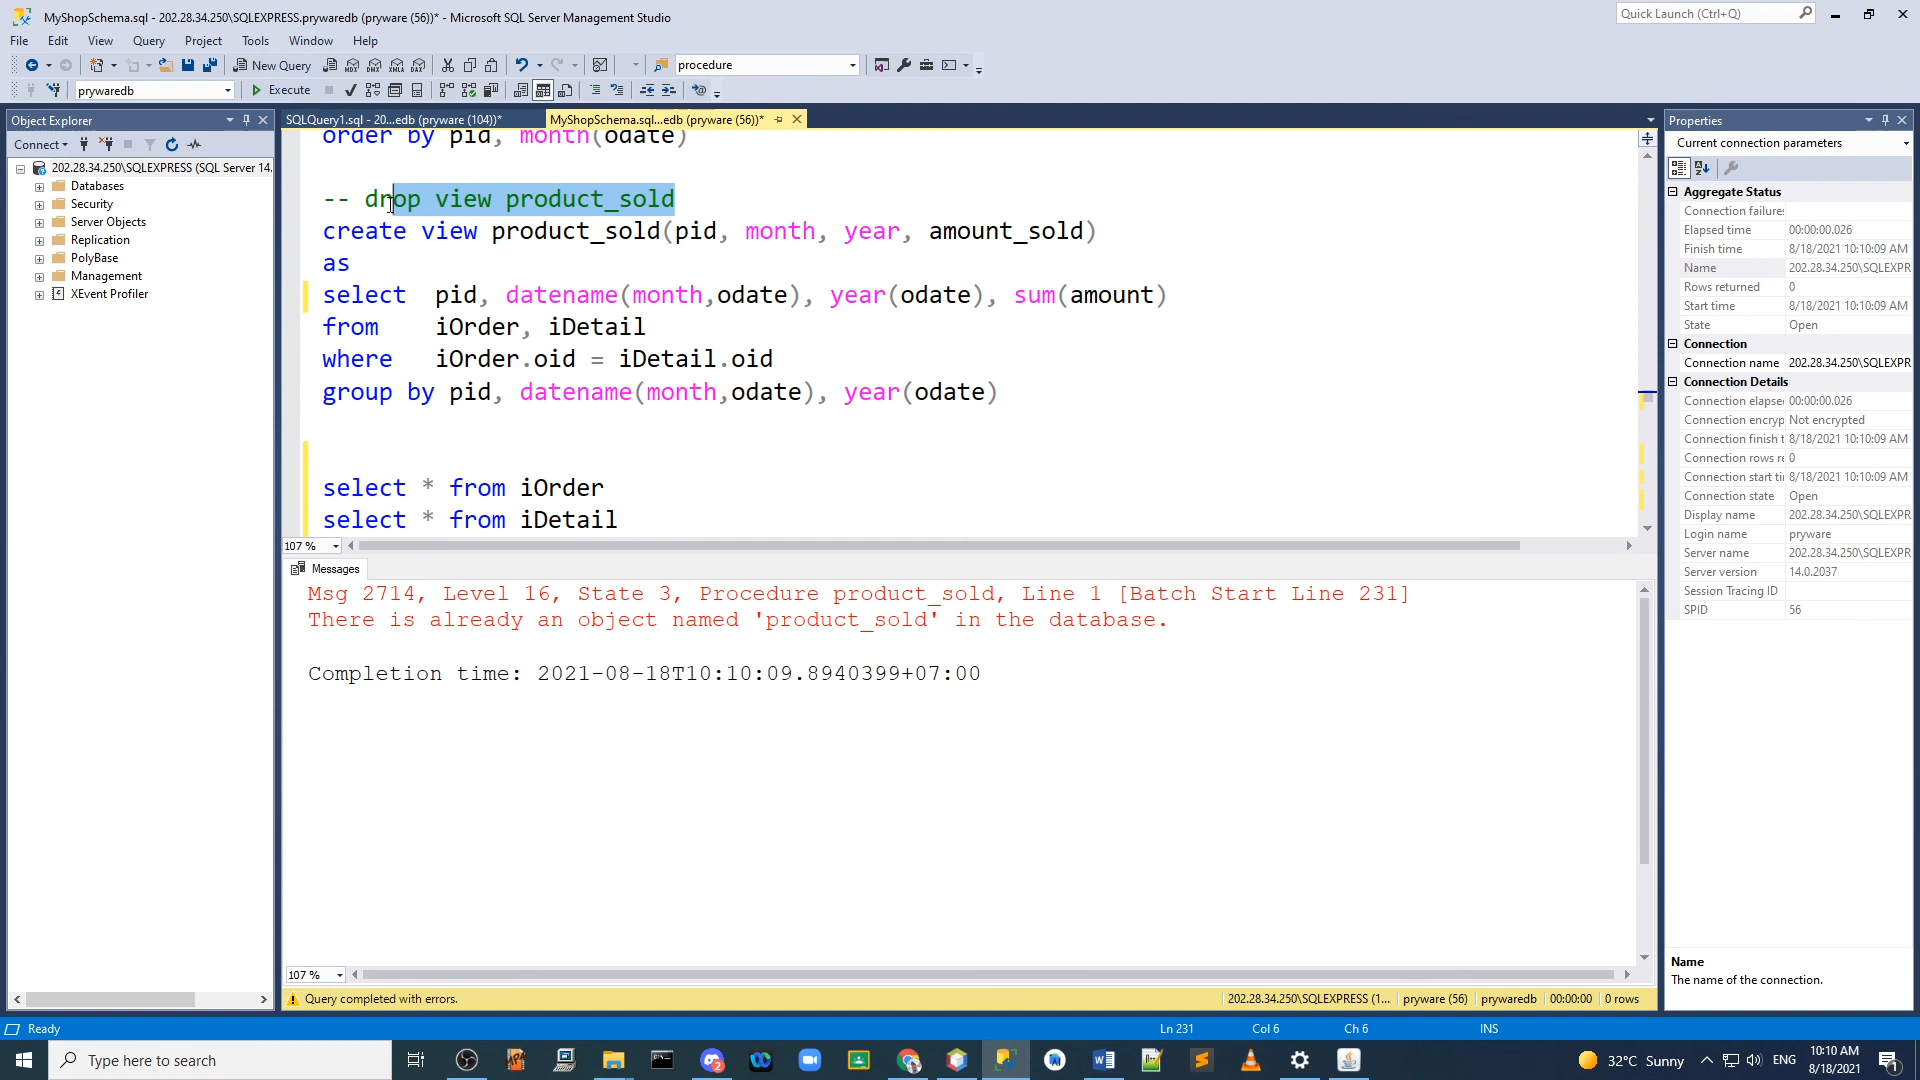 MyShopSchema.sql - 202.28.34.250\SQLEXPRESS.prywaredb (pryware (56))* - Microsoft SQL Server Management Studio
Quick Launch (Ctrl+Q)
File Edit View Query Project Tools Window Help
New Query
procedure
prywaredb
Execute
Object Explorer
Connect
202.28.34.250\SQLEXPRESS (SQL Server 14.
Databases
Security
Server Objects
Replication
PolyBase
Management
XEvent Profiler
SQLQuery1.sql - 20...edb (pryware (104))*
MyShopSchema.sql...edb (pryware (56))*
order by pid, month(odate)
-- drop view product_sold
create view product_sold(pid, month, year, amount_sold)
as
select pid, datename(month,odate), year(odate), sum(amount)
from iOrder, iDetail
where iOrder.oid = iDetail.oid
group by pid, datename(month,odate), year(odate)
select * from iOrder
select * from iDetail
107 %
Messages
Msg 2714, Level 16, State 3, Procedure product_sold, Line 1 [Batch Start Line 231]
There is already an object named 'product_sold' in the database.
Completion time: 2021-08-18T10:10:09.8940399+07:00
107 %
Query completed with errors.
202.28.34.250\SQLEXPRESS (1... pryware (56) prywaredb 00:00:00 0 rows
Properties
Current connection parameters
Aggregate Status
Connection failures
Elapsed time 00:00:00.026
Finish time 8/18/2021 10:10:09 AM
Name 202.28.34.250\SQLEXPR
Rows returned 0
Start time 8/18/2021 10:10:09 AM
State Open
Connection
Connection name 202.28.34.250\SQLEXPR
Connection Details
Connection elapse 00:00:00.026
Connection encryp Not encrypted
Connection finish t 8/18/2021 10:10:09 AM
Connection rows re 0
Connection start ti 8/18/2021 10:10:09 AM
Connection state Open
Display name 202.28.34.250\SQLEXPR
Login name pryware
Server name 202.28.34.250\SQLEXPR
Server version 14.0.2037
Session Tracing ID
SPID 56
Name
The name of the connection.
Ready
Ln 231 Col 6 Ch 6 INS
Type here to search
32°C Sunny
ENG
10:10 AM
8/18/2021